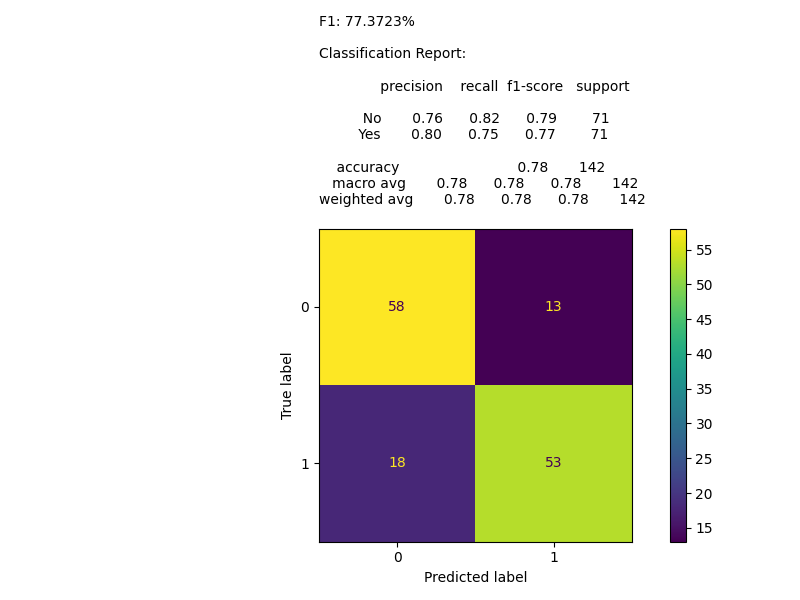 F1: 77.3723%
Classification Report:
precision recall f1-score support
No 0.76 0.82 0.79 71
Yes 0.80 0.75 0.77 71
accuracy 0.78 142
macro avg 0.78 0.78 0.78 142
weighted avg 0.78 0.78 0.78 142
58 13
18 53
0
1
True label
0 1
Predicted label
55
50
45
40
35
30
25
20
15